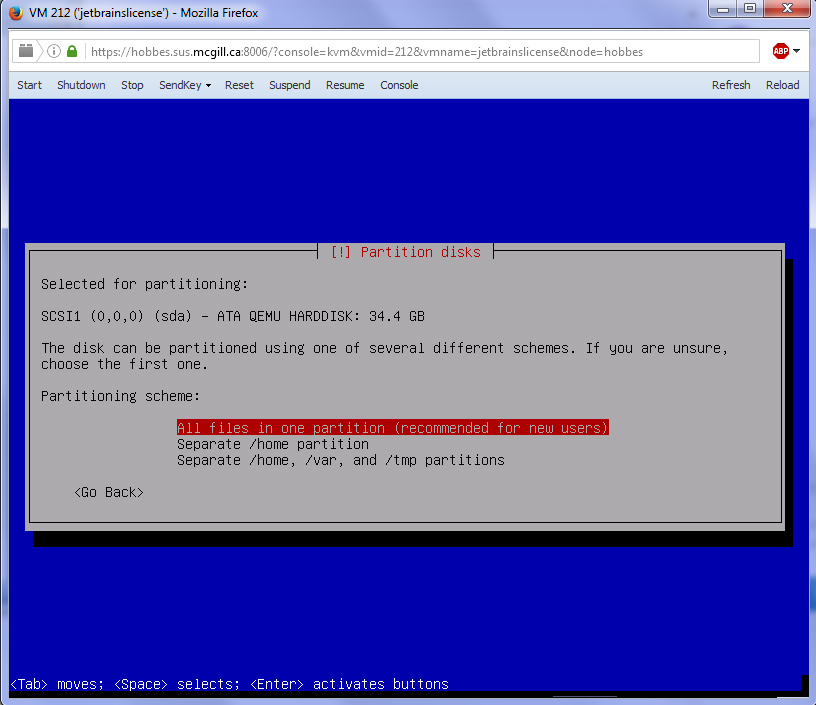 VM 212 ('jetbrainslicense') - Mozilla Firefox
https://hobbes.sus.mcgill.ca:8006/?console=kvm&vmid=212&vmname=jetbrainslicense&node=hobbes
ABP
Start Shutdown Stop SendKey Reset Suspend Resume Console Refresh Reload
[!] Partition disks
Selected for partitioning:
SCSI1 (0,0,0) (sda) - ATA QEMU HARDDISK: 34.4 GB
The disk can be partitioned using one of several different schemes. If you are unsure,
choose the first one.
Partitioning scheme:
All files in one partition (recommended for new users)
Separate /home partition
Separate /home, /var, and /tmp partitions
<Go Back>
<Tab> moves; <Space> selects; <Enter> activates buttons